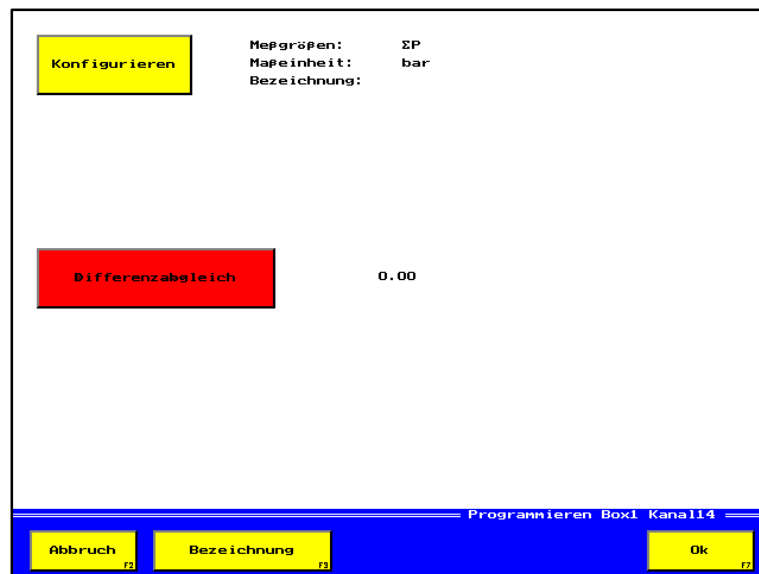 Konfigurieren
Meßgrößen: ΣP
Maßeinheit: bar
Bezeichnung:
Differenzabgleich
0.00
Programmieren Box1 Kanal14
Abbruch F2
Bezeichnung F3
Ok F7